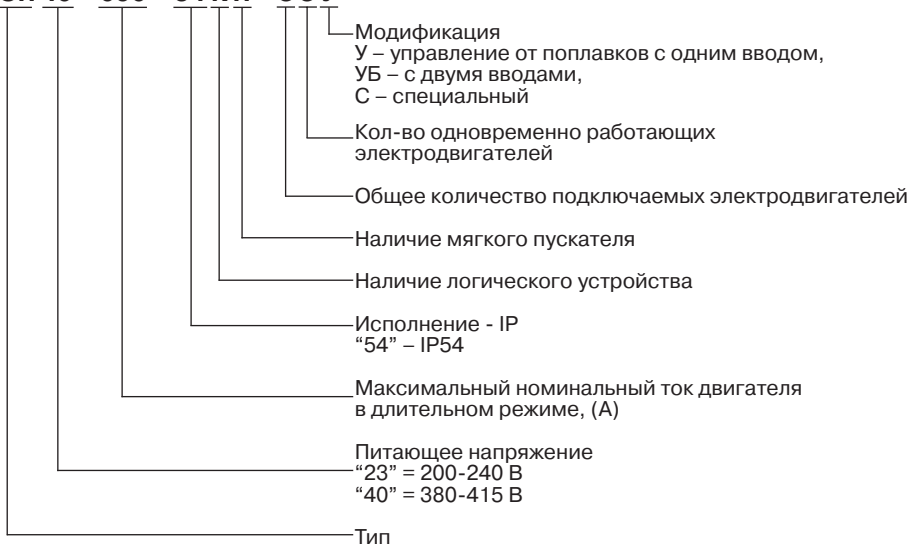 Модификация
У – управление от поплавков с одним вводом,
УБ – с двумя вводами,
С – специальный
Кол-во одновременно работающих
электродвигателей
Общее количество подключаемых электродвигателей
Наличие мягкого пускателя
Наличие логического устройства
Исполнение - IP
“54” – IP54
Максимальный номинальный ток двигателя
в длительном режиме, (А)
Питающее напряжение
“23” = 200-240 В
“40” = 380-415 В
Тип